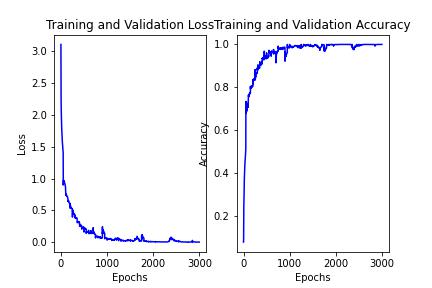 Training and Validation Loss
3.0
2.5
2.0
1.5
1.0
0.5
0.0
Loss
0 1000 2000 3000
Epochs
Training and Validation Accuracy
1.0
0.8
0.6
0.4
0.2
Accuracy
0 1000 2000 3000
Epochs